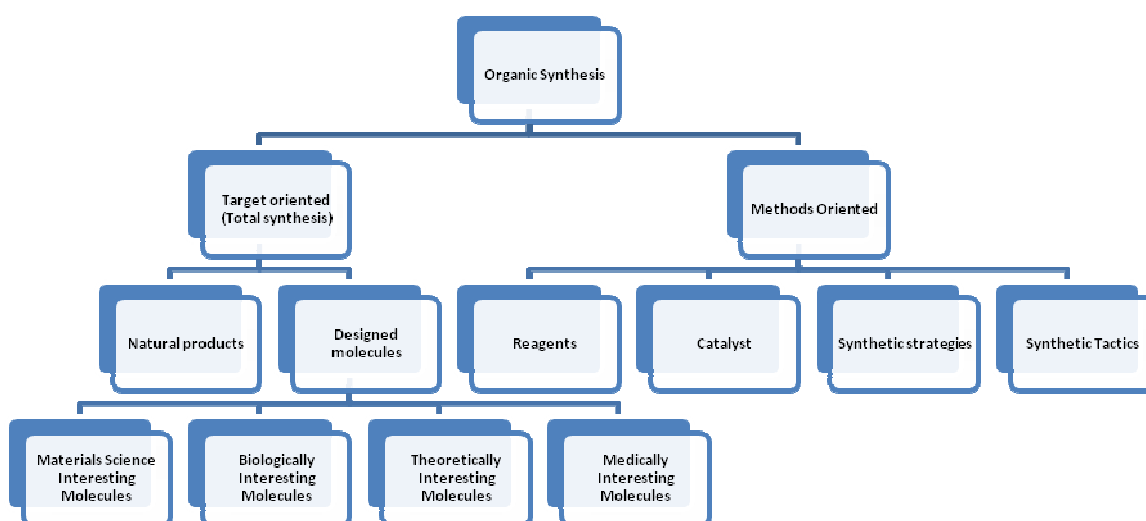 Organic Synthesis
Target oriented
(Total synthesis)
Methods Oriented
Natural products
Designed
molecules
Reagents
Catalyst
Synthetic strategies
Synthetic Tactics
Materials Science
Interesting
Molecules
Biologically
Interesting
Molecules
Theoretically
Interesting
Molecules
Medically
Interesting
Molecules